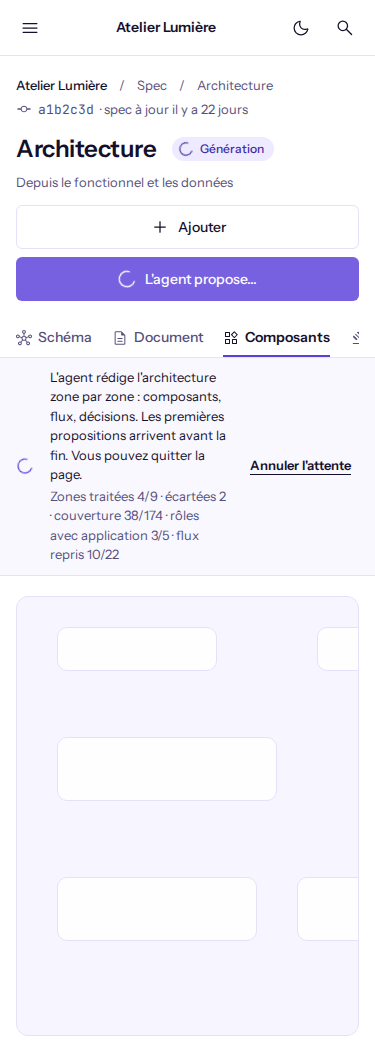 Atelier Lumière
Atelier Lumière / Spec / Architecture
a1b2c3d · spec à jour il y a 22 jours
Architecture
Génération
Depuis le fonctionnel et les données
Ajouter
L'agent propose…
Schéma Document Composants
L'agent rédige l'architecture
zone par zone : composants,
flux, décisions. Les premières
propositions arrivent avant la
fin. Vous pouvez quitter la
page.
Annuler l'attente
Zones traitées 4/9 · écartées 2
· couverture 38/174 · rôles
avec application 3/5 · flux
repris 10/22